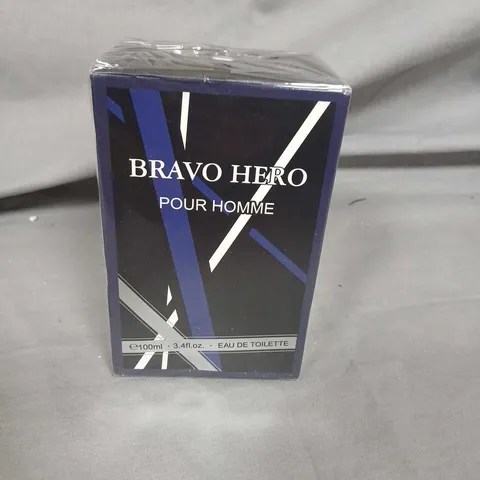 BRAVO HERO
POUR HOMME
℮100ml - 3.4fl.oz. - EAU DE TOILETTE